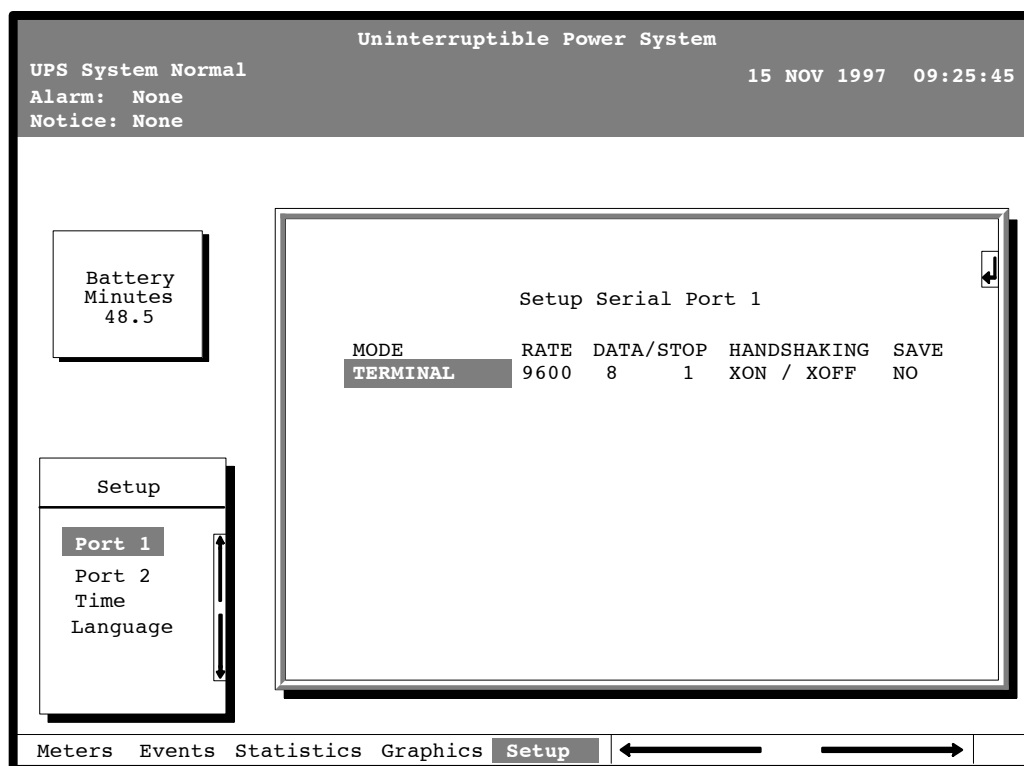 Uninterruptible Power System
UPS System Normal
15 NOV 1997 09:25:45
Alarm: None
Notice: None
Battery
Minutes
48.5
Setup Serial Port 1
MODE RATE DATA/STOP HANDSHAKING SAVE
TERMINAL 9600 8 1 XON / XOFF NO
Setup
Port 1
Port 2
Time
Language
Meters Events Statistics Graphics Setup